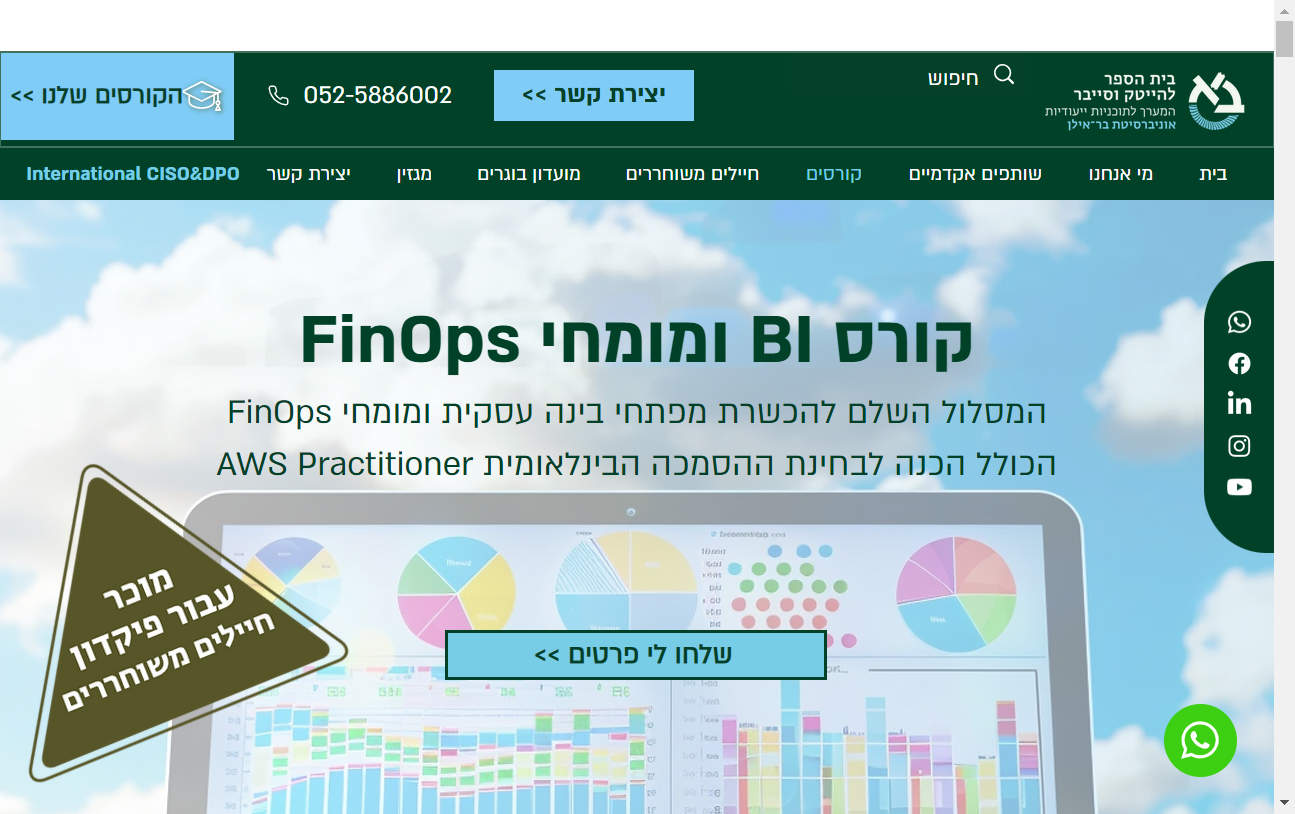 בית הספר
להייטק וסייבר
המערך לתוכניות ייעודיות
אוניברסיטת בר־אילן
חיפוש
יצירת קשר >>
052-5886002
הקורסים שלנו >>
בית
מי אנחנו
שותפים אקדמיים
קורסים
חיילים משוחררים
מועדון בוגרים
מגזין
יצירת קשר
International CISO&DPO
קורס BI ומומחי FinOps
המסלול השלם להכשרת מפתחי בינה עסקית ומומחי FinOps
הכולל הכנה לבחינת ההסמכה הבינלאומית AWS Practitioner
מוכר
עבור פיקדון
חיילים משוחררים
שלחו לי פרטים >>